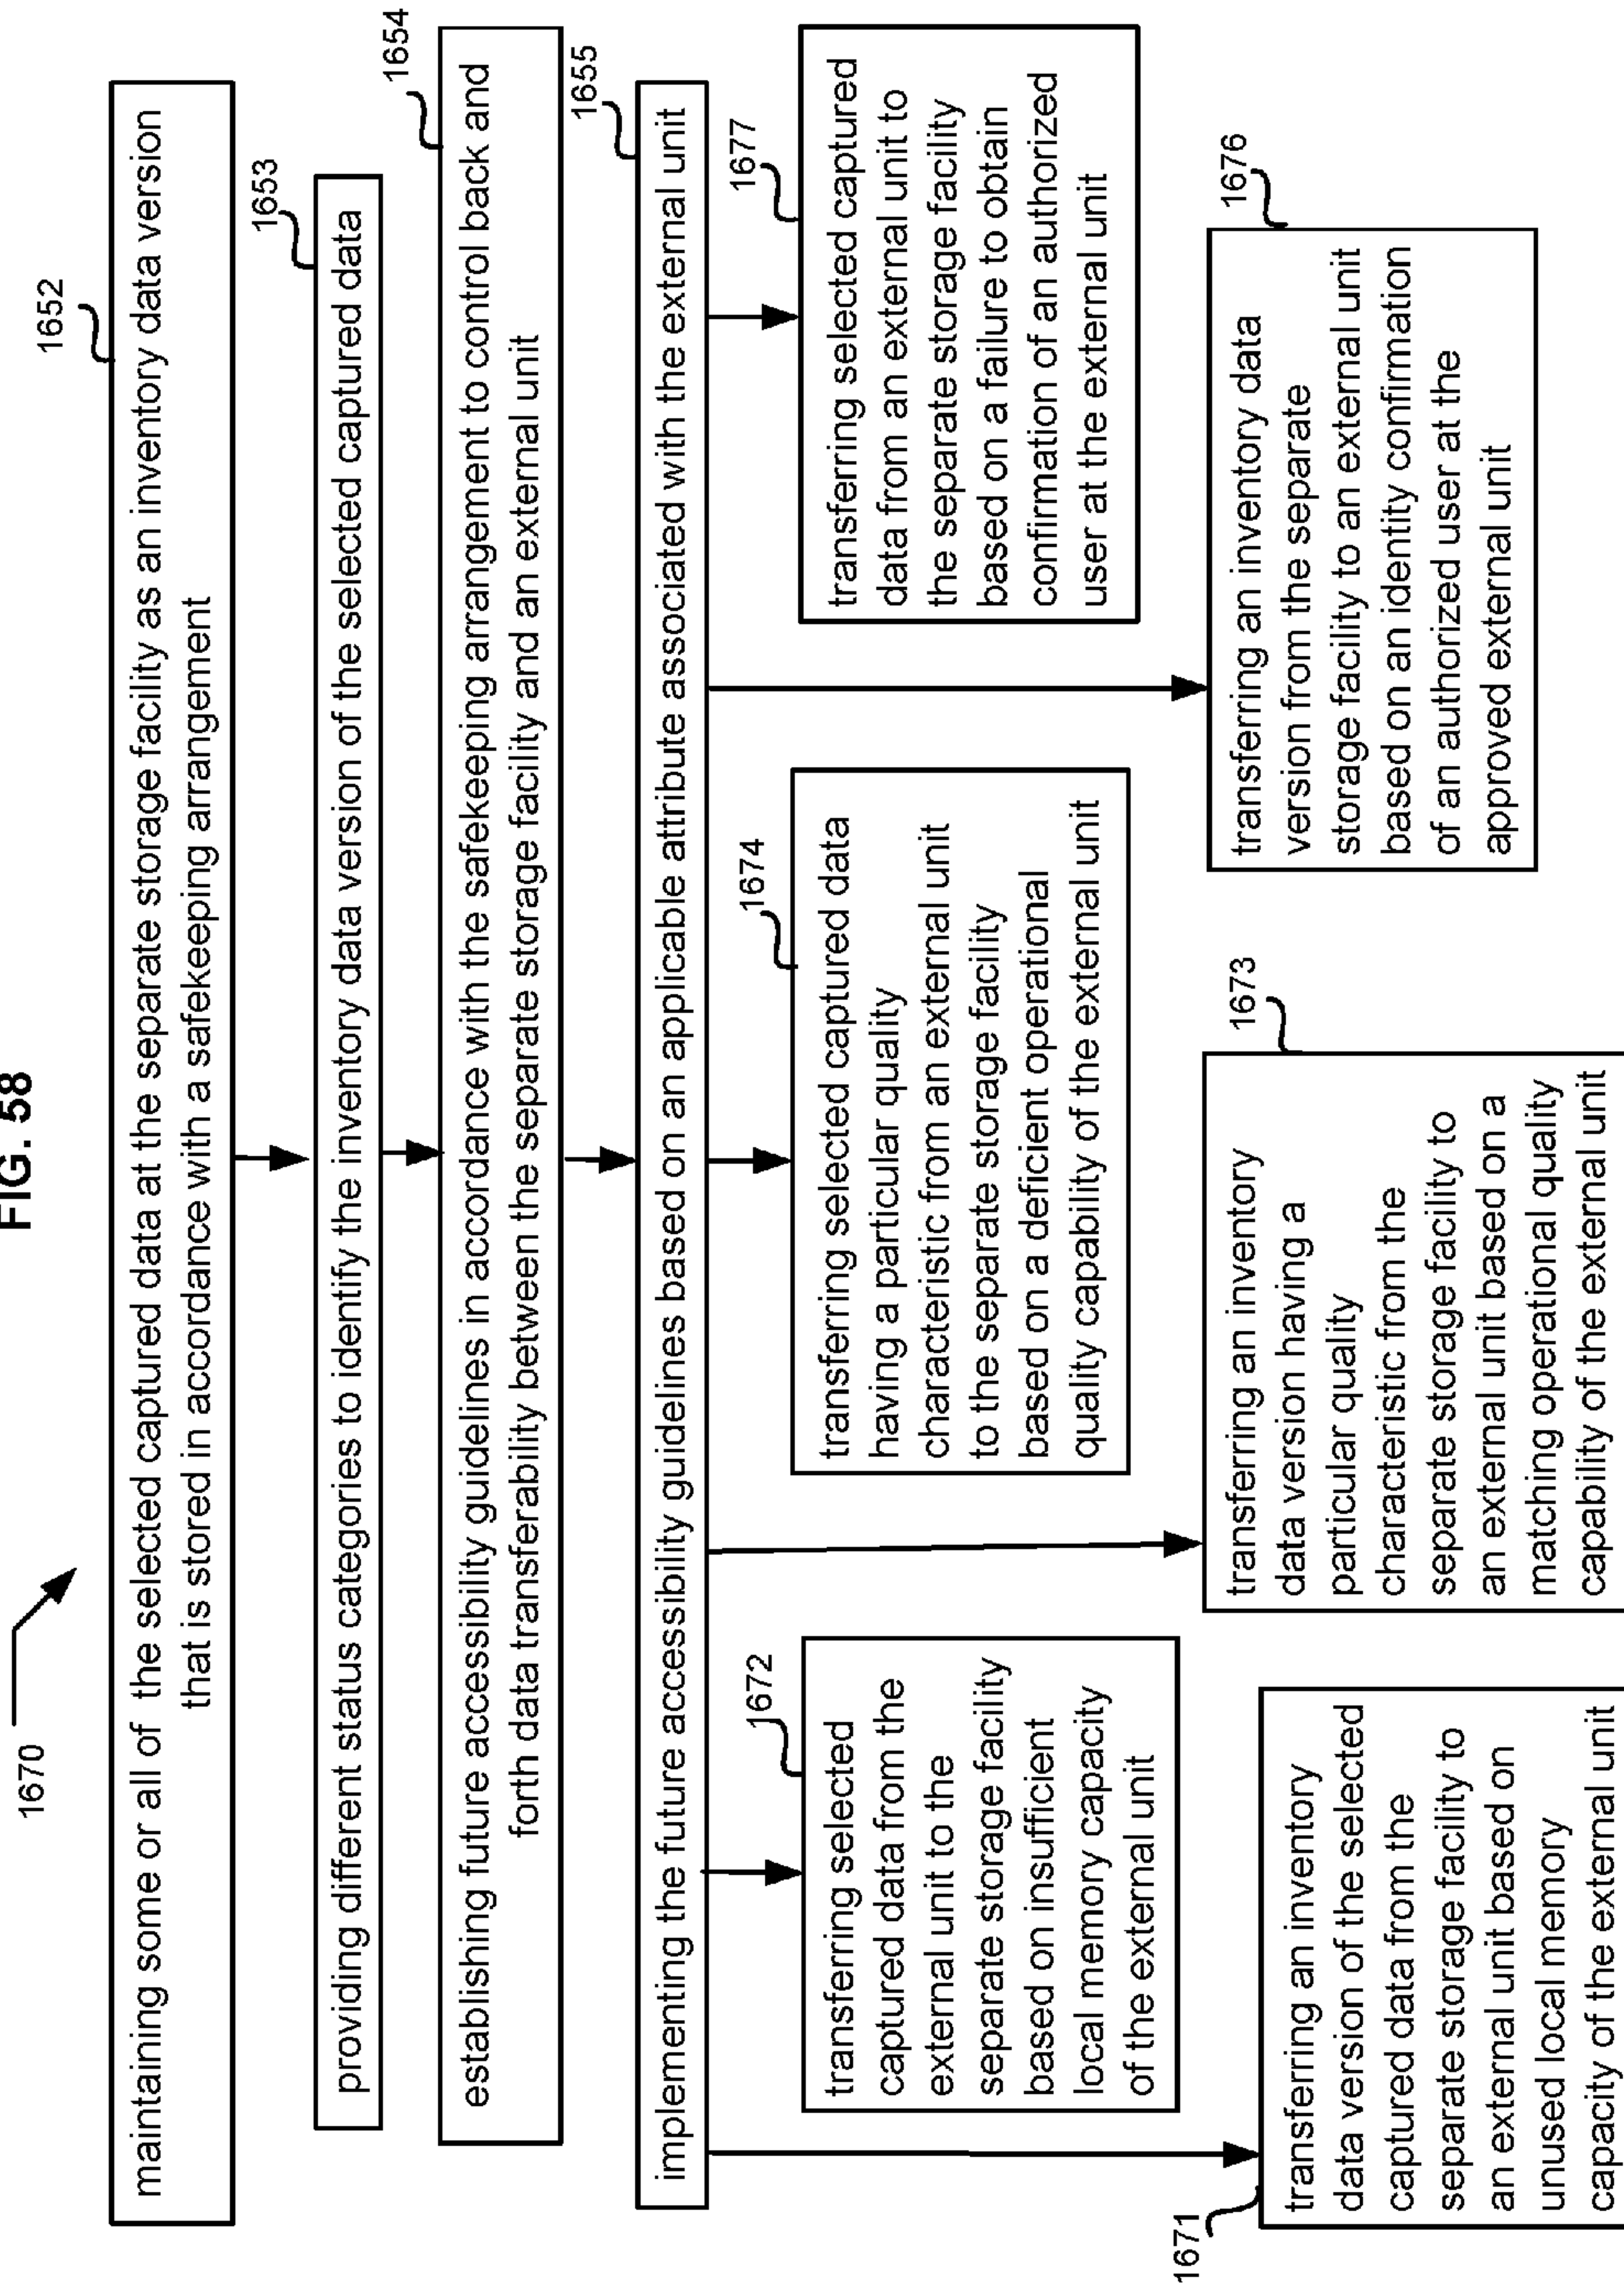 FIG. 58
1670
1652
maintaining some or all of the selected captured data at the separate storage facility as an inventory data version
that is stored in accordance with a safekeeping arrangement
1653
providing different status categories to identify the inventory data version of the selected captured data
1654
establishing future accessibility guidelines in accordance with the safekeeping arrangement to control back and
forth data transferability between the separate storage facility and an external unit
1655
implementing the future accessibility guidelines based on an applicable attribute associated with the external unit
1672
transferring selected
captured data from the
external unit to the
separate storage facility
based on insufficient
local memory capacity
of the external unit
1674
transferring selected captured data
having a particular quality
characteristic from an external unit
to the separate storage facility
based on a deficient operational
quality capability of the external unit
1677
transferring selected captured
data from an external unit to
the separate storage facility
based on a failure to obtain
confirmation of an authorized
user at the external unit
1671
transferring an inventory
data version of the selected
captured data from the
separate storage facility to
an external unit based on
unused local memory
capacity of the external unit
1673
transferring an inventory
data version having a
particular quality
characteristic from the
separate storage facility to
an external unit based on a
matching operational quality
capability of the external unit
1676
transferring an inventory data
version from the separate
storage facility to an external unit
based on an identity confirmation
of an authorized user at the
approved external unit